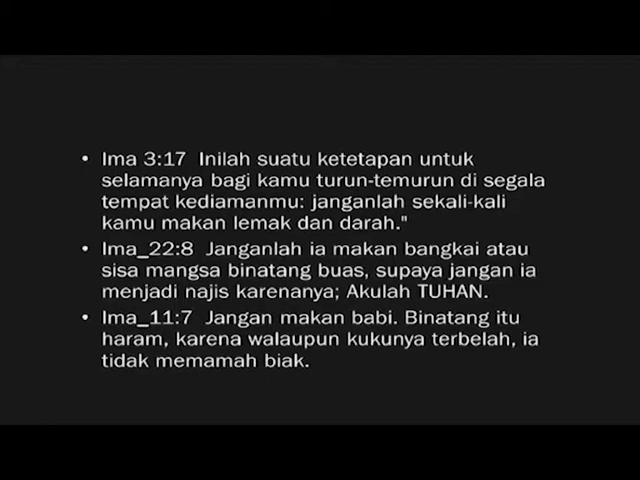 • Ima 3:17  Inilah suatu ketetapan untuk
selamanya bagi kamu turun-temurun di segala
tempat kediamanmu: janganlah sekali-kali
kamu makan lemak dan darah."
• Ima_22:8  Janganlah ia makan bangkai atau
sisa mangsa binatang buas, supaya jangan ia
menjadi najis karenanya; Akulah TUHAN.
• Ima_11:7  Jangan makan babi. Binatang itu
haram, karena walaupun kukunya terbelah, ia
tidak memamah biak.